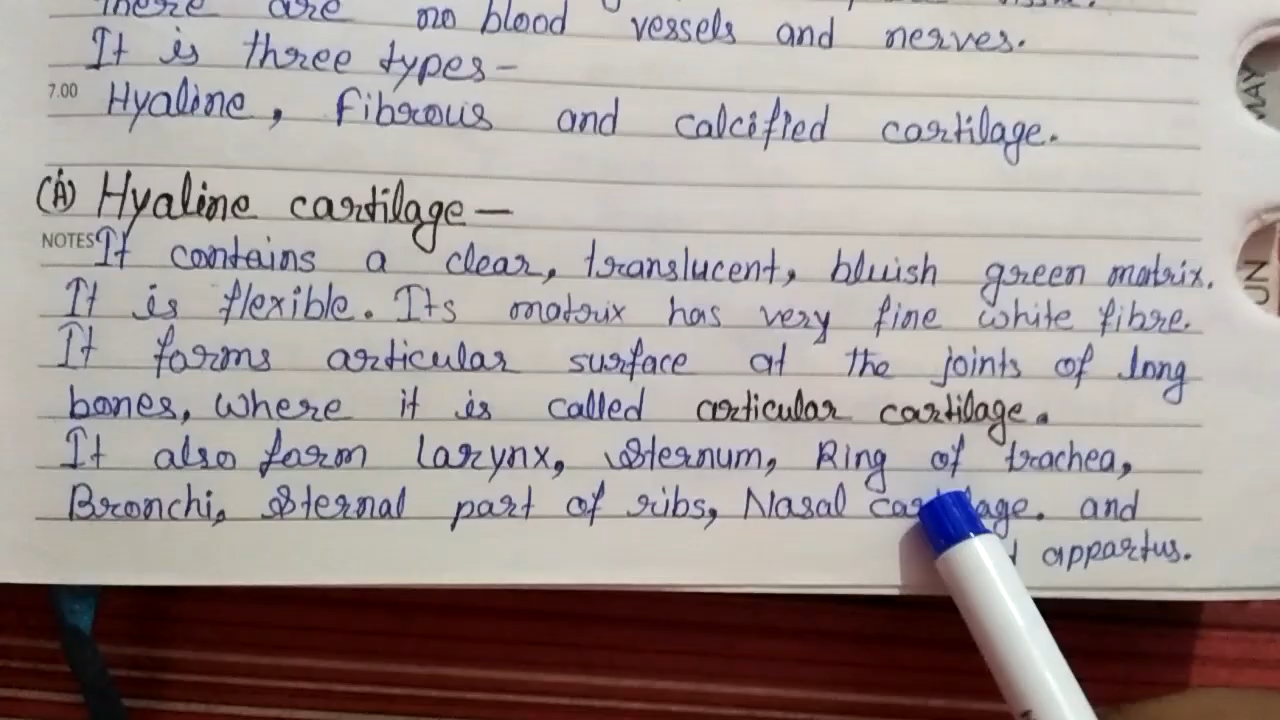 There are no blood vessels and nerves.
It is three types-
7.00 Hyaline, Fibrous and calcified cartilage.
(A) Hyaline cartilage-
NOTES It contains a clear, translucent, bluish green matrix.
It is flexible. Its matrix has very fine white fibre.
It forms articular surface at the joints of long
bones, where it is called articular cartilage.
It also form larynx, Sternum, Ring of trachea,
Bronchi, Sternal part of ribs, Nasal cartilage. and
appartus.
MAY
UN